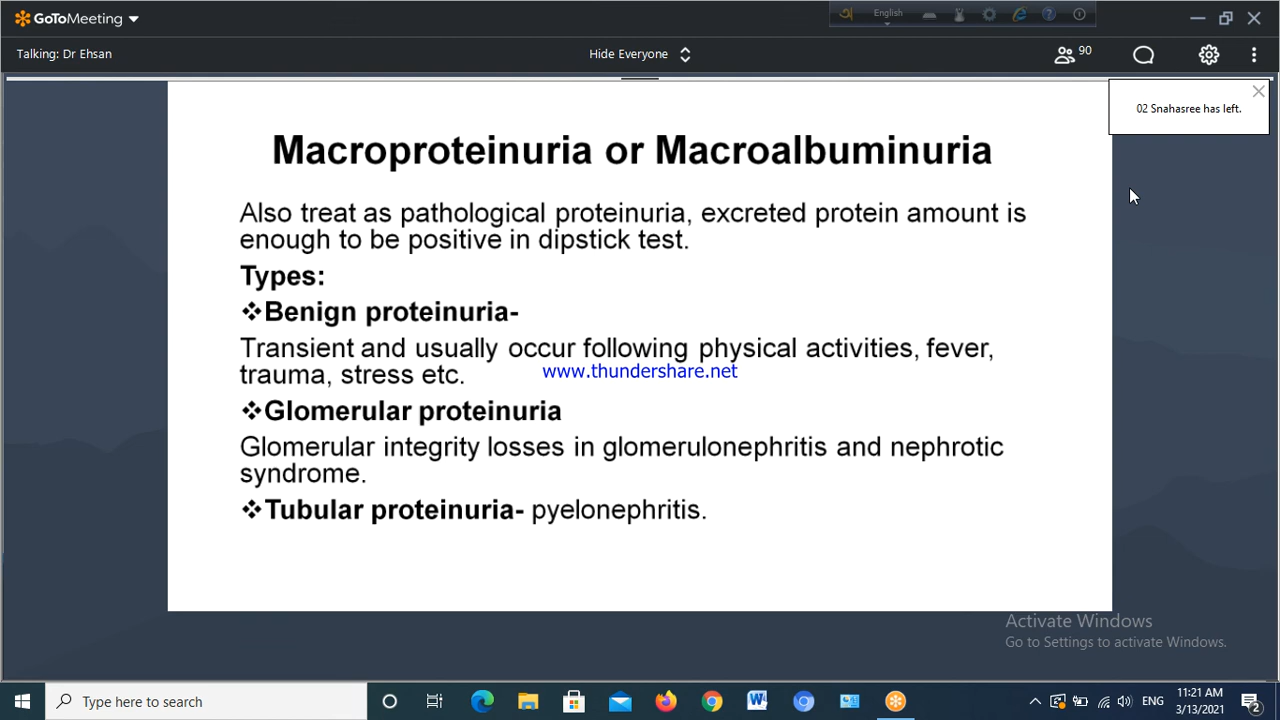 GoToMeeting
English
Talking: Dr Ehsan
Hide Everyone
90
02 Snahasree has left.
Macroproteinuria or Macroalbuminuria
Also treat as pathological proteinuria, excreted protein amount is
enough to be positive in dipstick test.
Types:
❖Benign proteinuria-
Transient and usually occur following physical activities, fever,
trauma, stress etc.
www.thundershare.net
❖Glomerular proteinuria
Glomerular integrity losses in glomerulonephritis and nephrotic
syndrome.
❖Tubular proteinuria- pyelonephritis.
Activate Windows
Go to Settings to activate Windows.
Type here to search
ENG
11:21 AM
3/13/2021
2